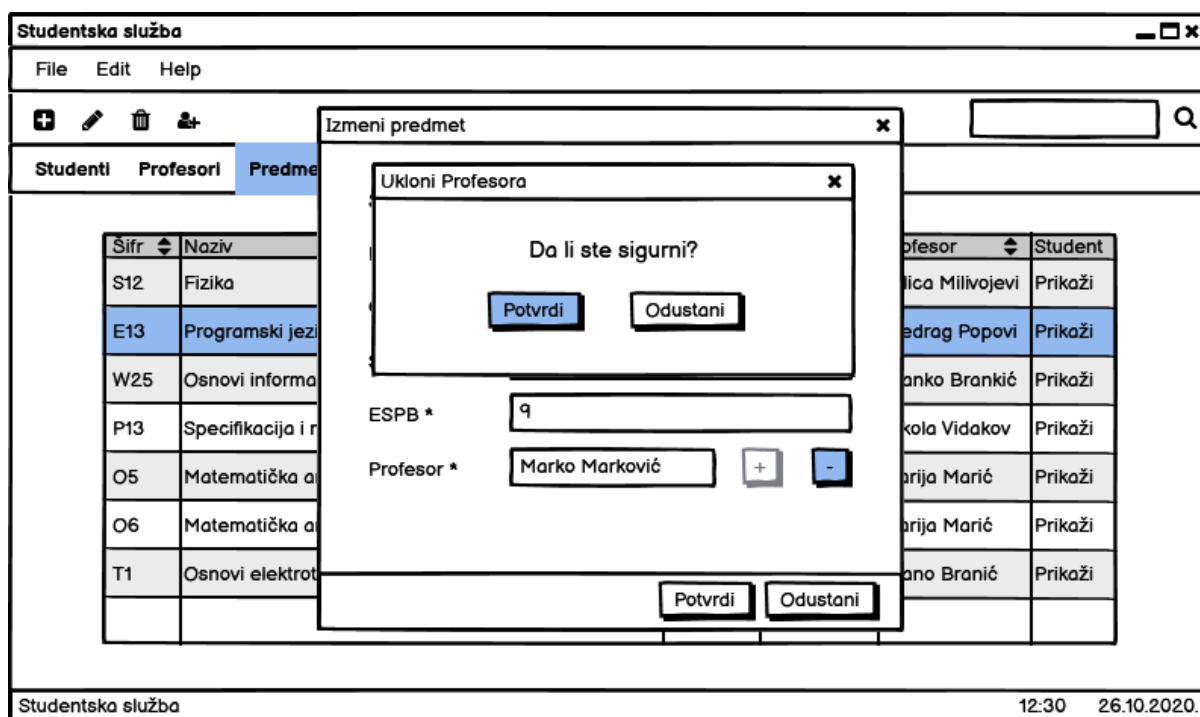 Studentska služba
File Edit Help
Izmeni predmet
Studenti Profesori Predme
Ukloni Profesora
Da li ste sigurni?
Potvrdi Odustani
Šifr Naziv ofesor Student
S12 Fizika lica Milivojevi Prikaži
E13 Programski jezi edrag Popovi Prikaži
W25 Osnovi informa anko Brankić Prikaži
P13 Specifikacija i r kola Vidakov Prikaži
O5 Matematička a arija Marić Prikaži
O6 Matematička a arija Marić Prikaži
T1 Osnovi elektrot ano Branić Prikaži
ESPB * 9
Profesor * Marko Marković + -
Potvrdi Odustani
Studentska služba 12:30 26.10.2020.